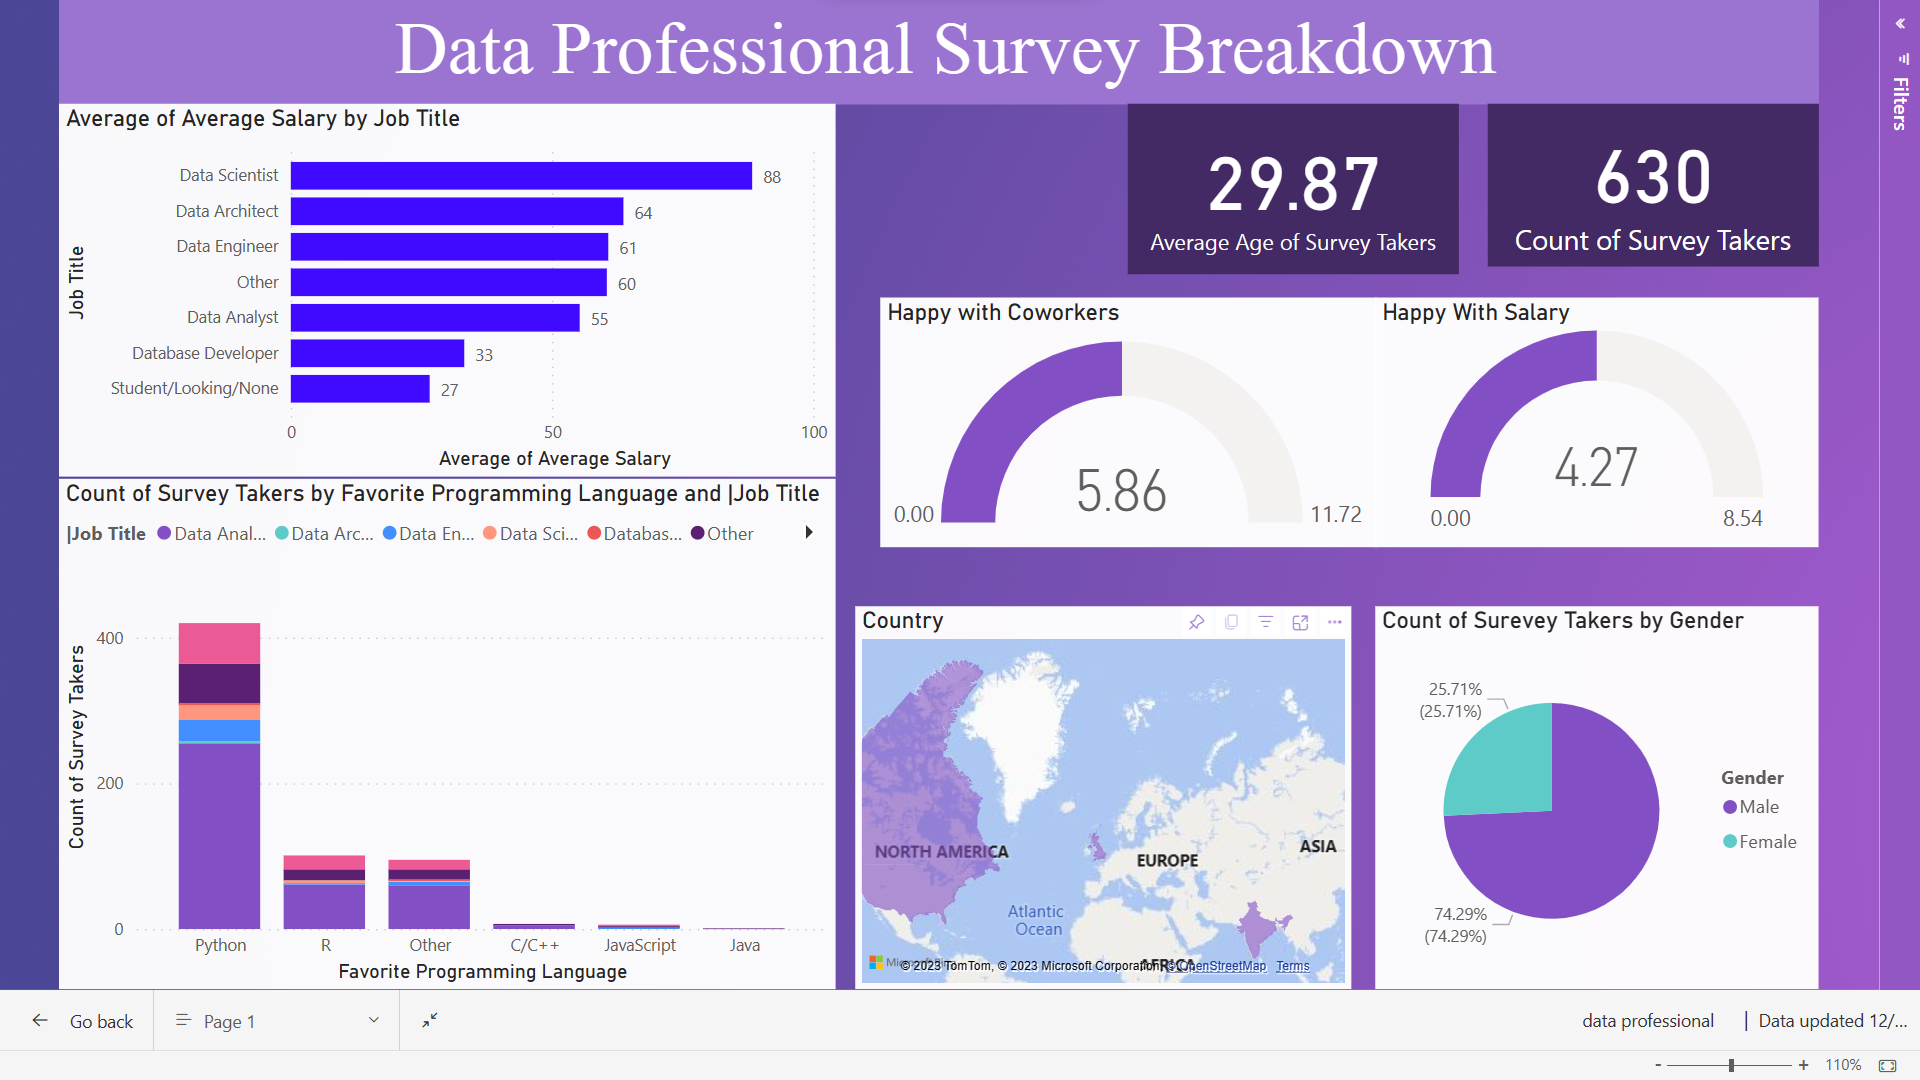 Data Professional Survey Breakdown
Filters
Average of Average Salary by Job Title
Job Title
Data Scientist 88
Data Architect 64
Data Engineer 61
Other 60
Data Analyst 55
Database Developer 33
Student/Looking/None 27
0 50 100
Average of Average Salary
29.87
Average Age of Survey Takers
630
Count of Survey Takers
Happy with Coworkers
5.86
0.00 11.72
Happy With Salary
4.27
0.00 8.54
Count of Survey Takers by Favorite Programming Language and |Job Title
|Job Title Data Anal... Data Arc... Data En... Data Sci... Databas... Other
Count of Survey Takers
400
200
0
Python R Other C/C++ JavaScript Java
Favorite Programming Language
Country
NORTH AMERICA
EUROPE
ASIA
Atlantic
Ocean
AFRICA
© 2023 TomTom, © 2023 Microsoft Corporation, © OpenStreetMap Terms
Count of Surevey Takers by Gender
25.71%
(25.71%)
74.29%
(74.29%)
Gender
Male
Female
Go back
Page 1
data professional | Data updated 12/...
- + 110%